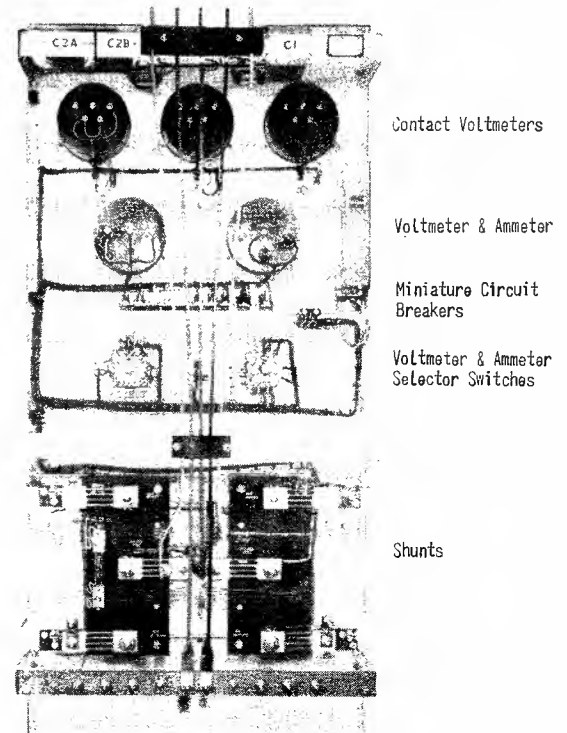 C2A C2B C1
Contact Voltmeters
Voltmeter & Ammeter
Miniature Circuit
Breakers
Voltmeter & Ammeter
Selector Switches
Shunts